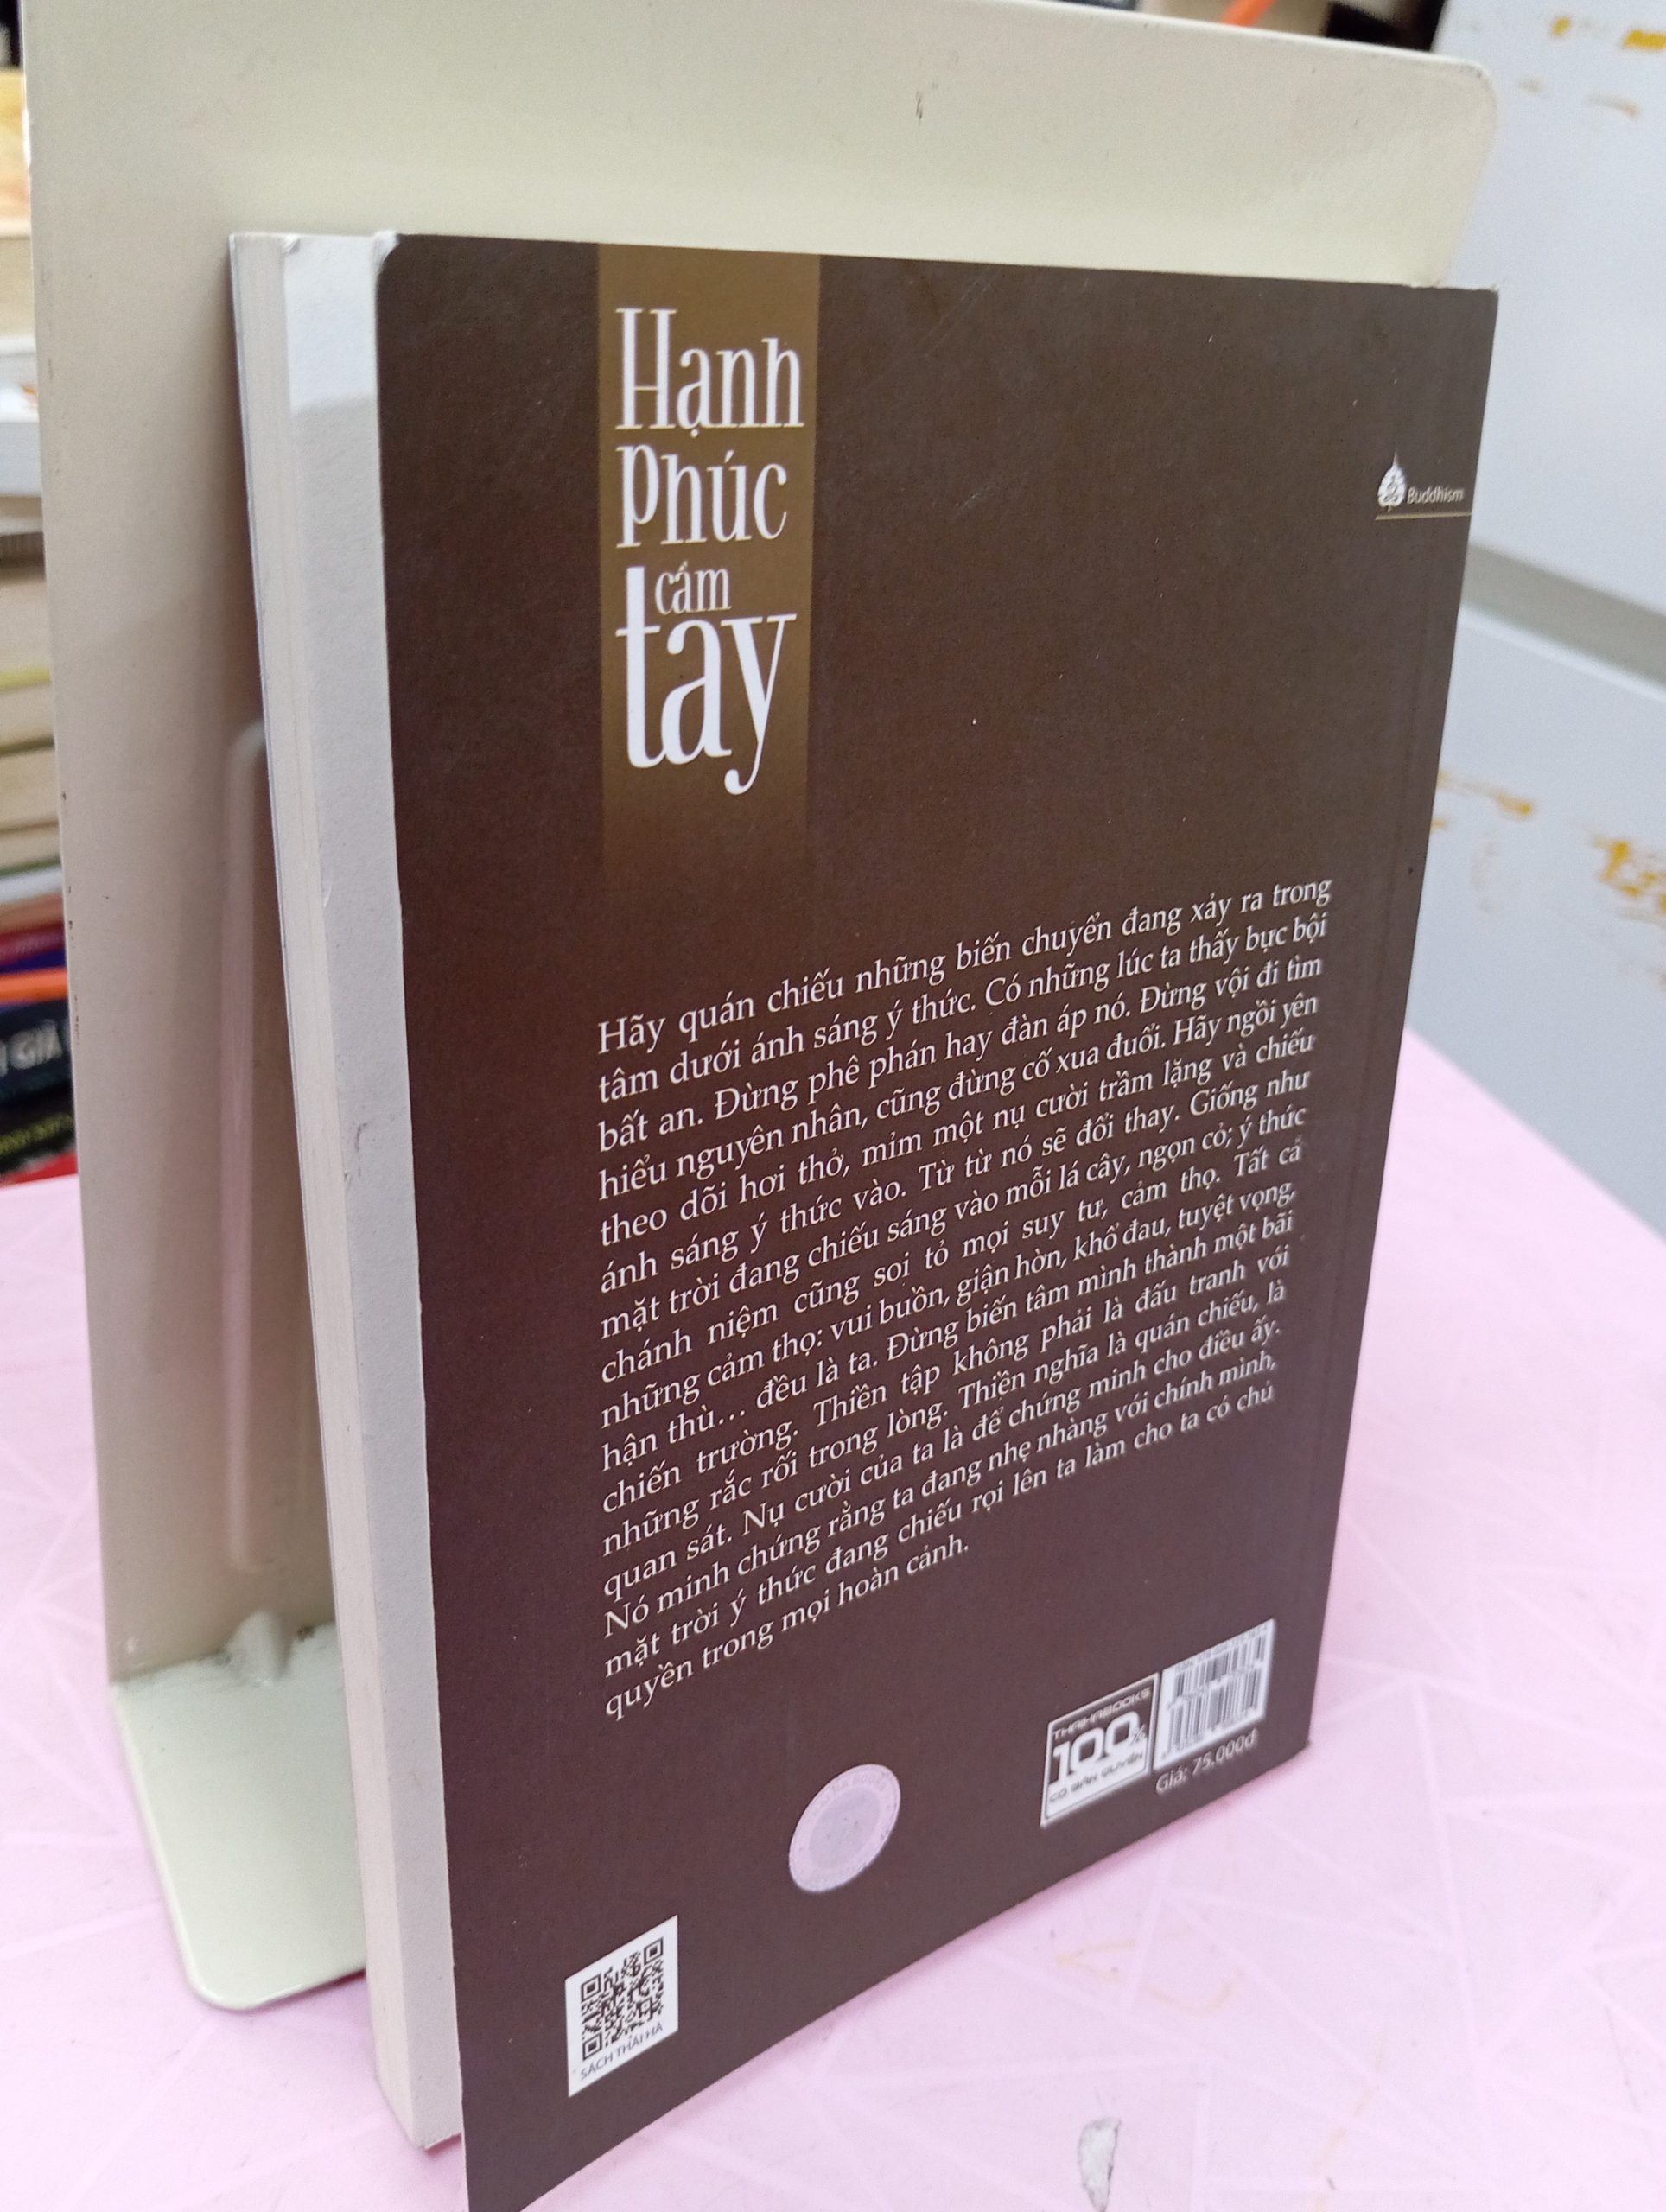 Hạnh
Phúc
cầm
tay
Buddhism
Hãy quán chiếu những biến chuyển đang xảy ra trong
tâm dưới ánh sáng ý thức. Có những lúc ta thấy bực bội
bất an. Đừng phê phán hay đàn áp nó. Đừng vội đi tìm
hiểu nguyên nhân, cũng đừng cố xua đuổi. Hãy ngồi yên
theo dõi hơi thở, mỉm một nụ cười trầm lặng và chiếu
ánh sáng ý thức vào. Từ từ nó sẽ đổi thay. Giống như
mặt trời đang chiếu sáng vào mỗi lá cây, ngọn cỏ; ý thức
chánh niệm cũng soi tỏ mọi suy tư, cảm thọ. Tất cả
những cảm thọ: vui buồn, giận hờn, khổ đau, tuyệt vọng,
hận thù... đều là ta. Đừng biến tâm mình thành một bãi
chiến trường. Thiền tập không phải là đấu tranh với
những rắc rối trong lòng. Thiền nghĩa là quán chiếu, là
quan sát. Nụ cười của ta là để chứng minh cho điều ấy.
Nó minh chứng rằng ta đang nhẹ nhàng với chính mình,
mặt trời ý thức đang chiếu rọi lên ta làm cho ta có chủ
quyền trong mọi hoàn cảnh.
THAIHABOOKS
100%
CÓ BẢN QUYỀN
Giá: 75.000đ
SÁCH THÁI HÀ
GIÀ